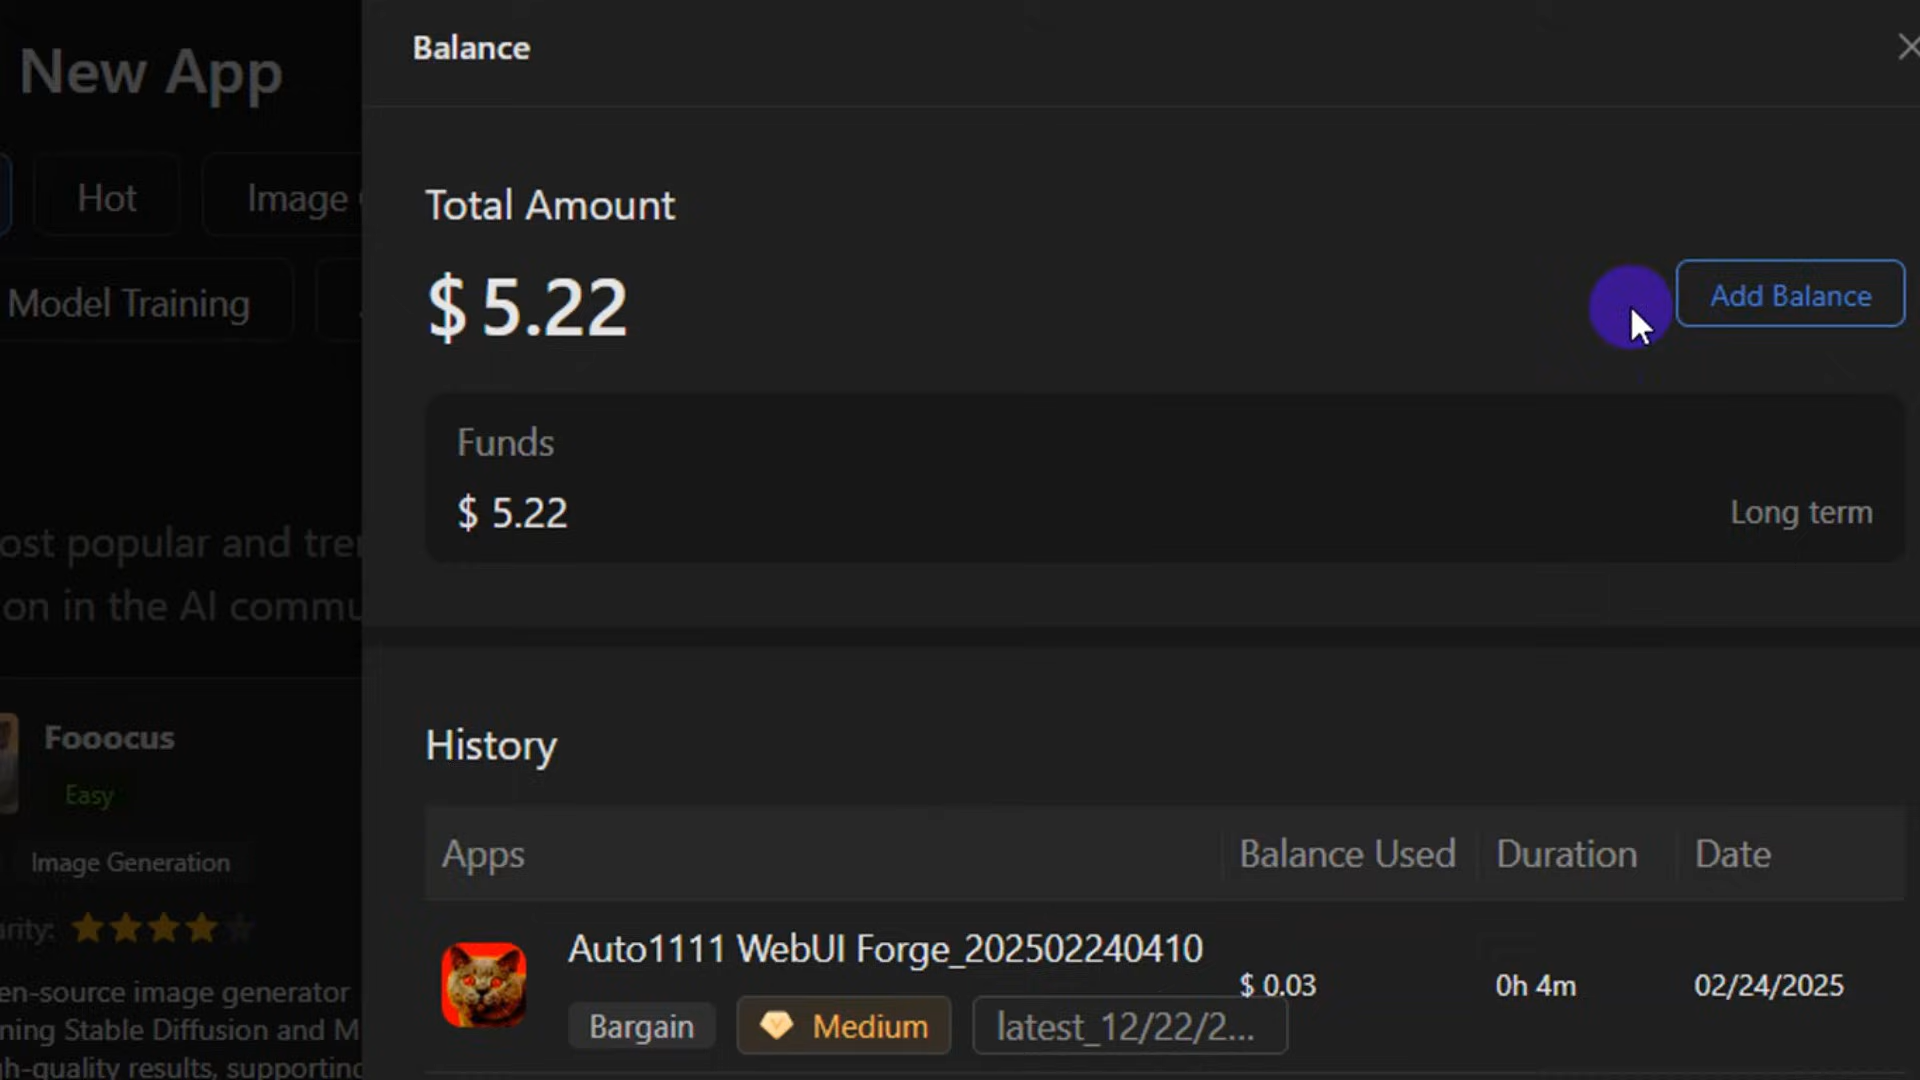 New App
Hot
Image
Model Training
ost popular and
on in the AI
Fooocus
Easy
Image Generation
en-source image generator
ning Stable Diffusion and M
gh-quality results, supporting
Balance
Total Amount
$ 5.22
Add Balance
Funds
$ 5.22
Long term
History
Apps
Balance Used
Duration
Date
Auto1111 WebUI Forge_202502240410
$ 0.03
0h 4m
02/24/2025
Bargain
Medium
latest_12/22/2...